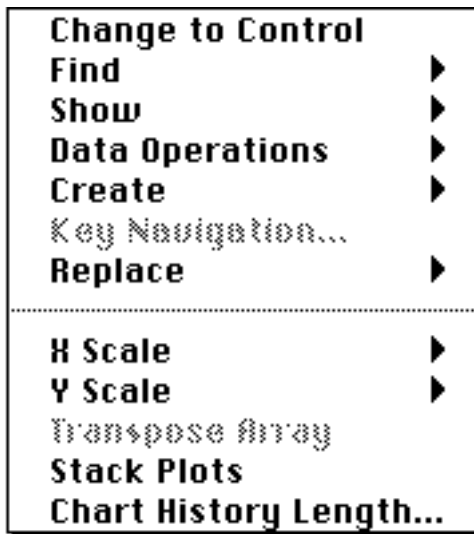 Change to Control
Find
Show
Data Operations
Create
Key Navigation...
Replace
X Scale
Y Scale
Transpose Array
Stack Plots
Chart History Length...